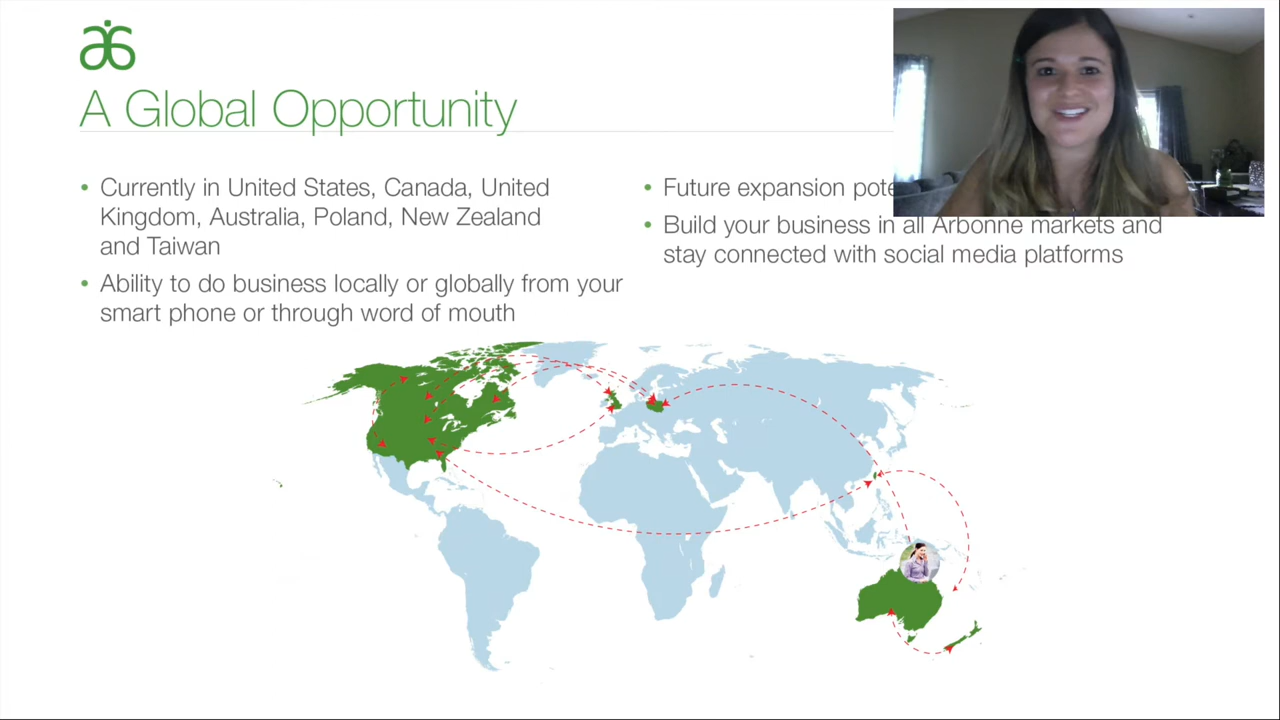 A Global Opportunity
• Currently in United States, Canada, United
Kingdom, Australia, Poland, New Zealand
and Taiwan
• Ability to do business locally or globally from your
smart phone or through word of mouth
• Future expansion
• Build your business in all Arbonne markets and
stay connected with social media platforms